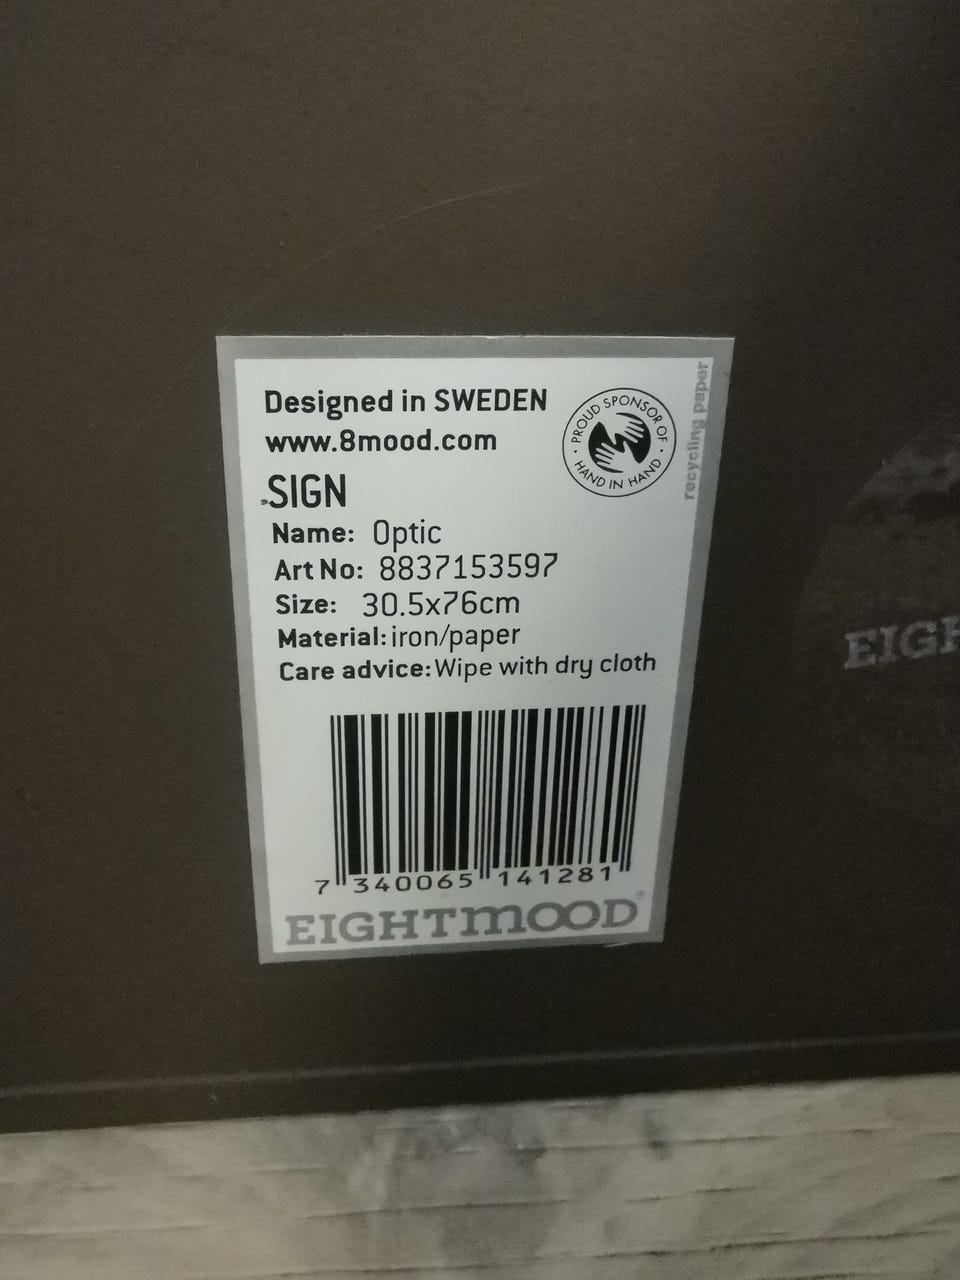 Designed in SWEDEN
www.8mood.com
PROUD SPONSOR OF
HAND IN HAND
recycling paper
SIGN
Name: Optic
Art No: 8837153597
Size: 30.5x76cm
Material: iron/paper
Care advice: Wipe with dry cloth
7 340065 141281
EIGHTMOOD
EIGH